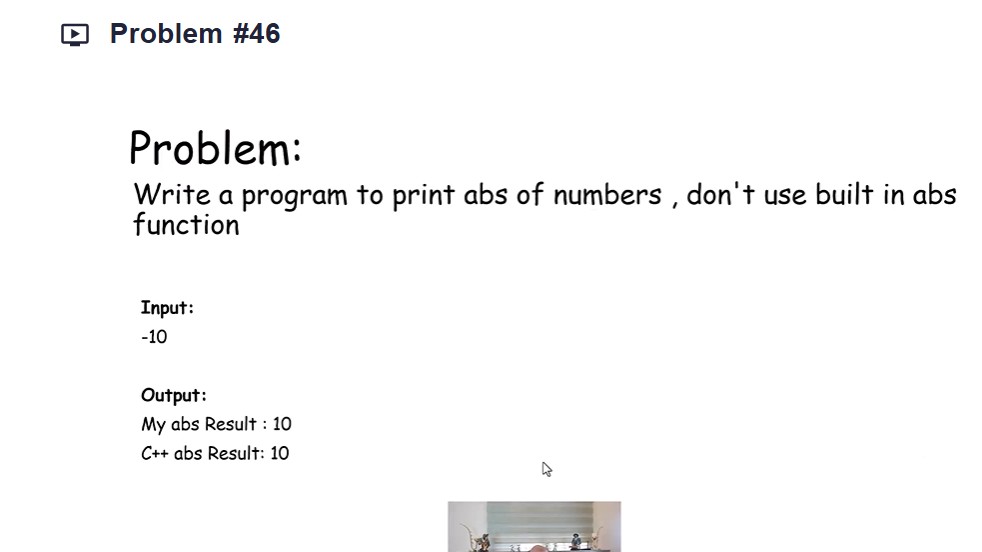 Problem #46
Problem:
Write a program to print abs of numbers , don't use built in abs
function
Input:
-10
Output:
My abs Result : 10
C++ abs Result: 10